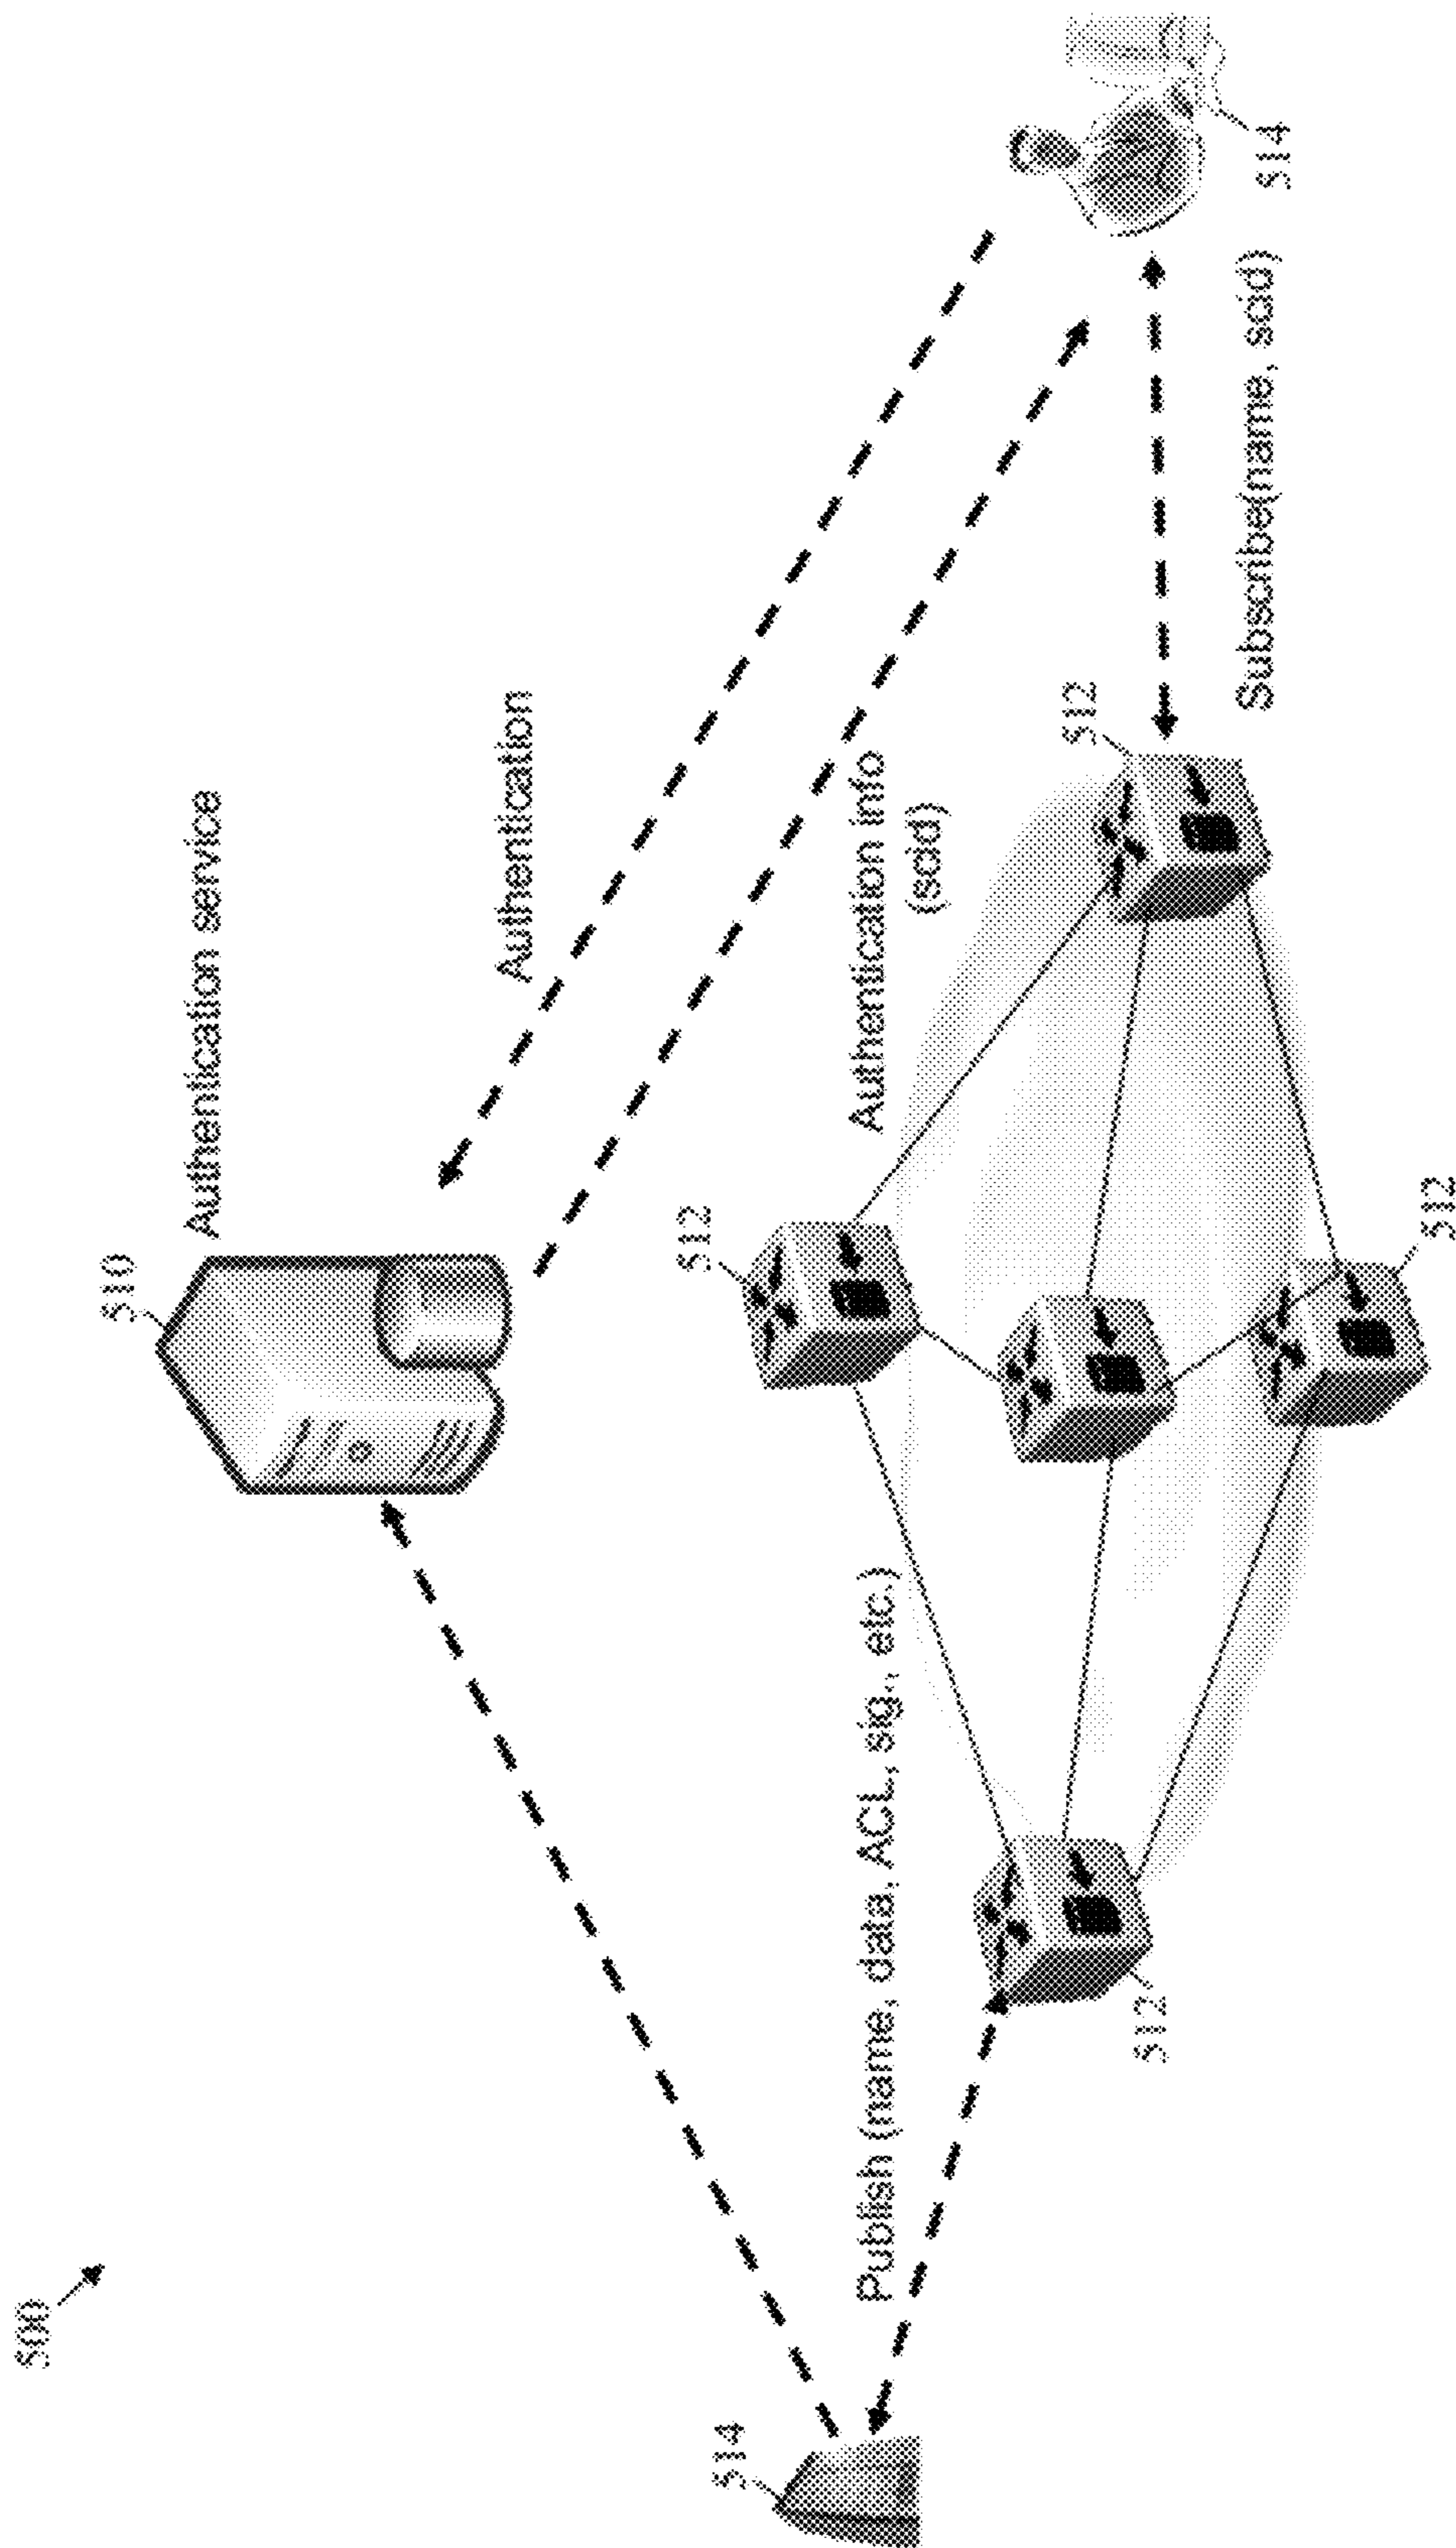 500
510
Authentication service
Authentication
Authentication info
(scid)
514
Publish (name, data, ACL, sig., etc.)
512
512
512
512
Subscribe(name, scid)
514